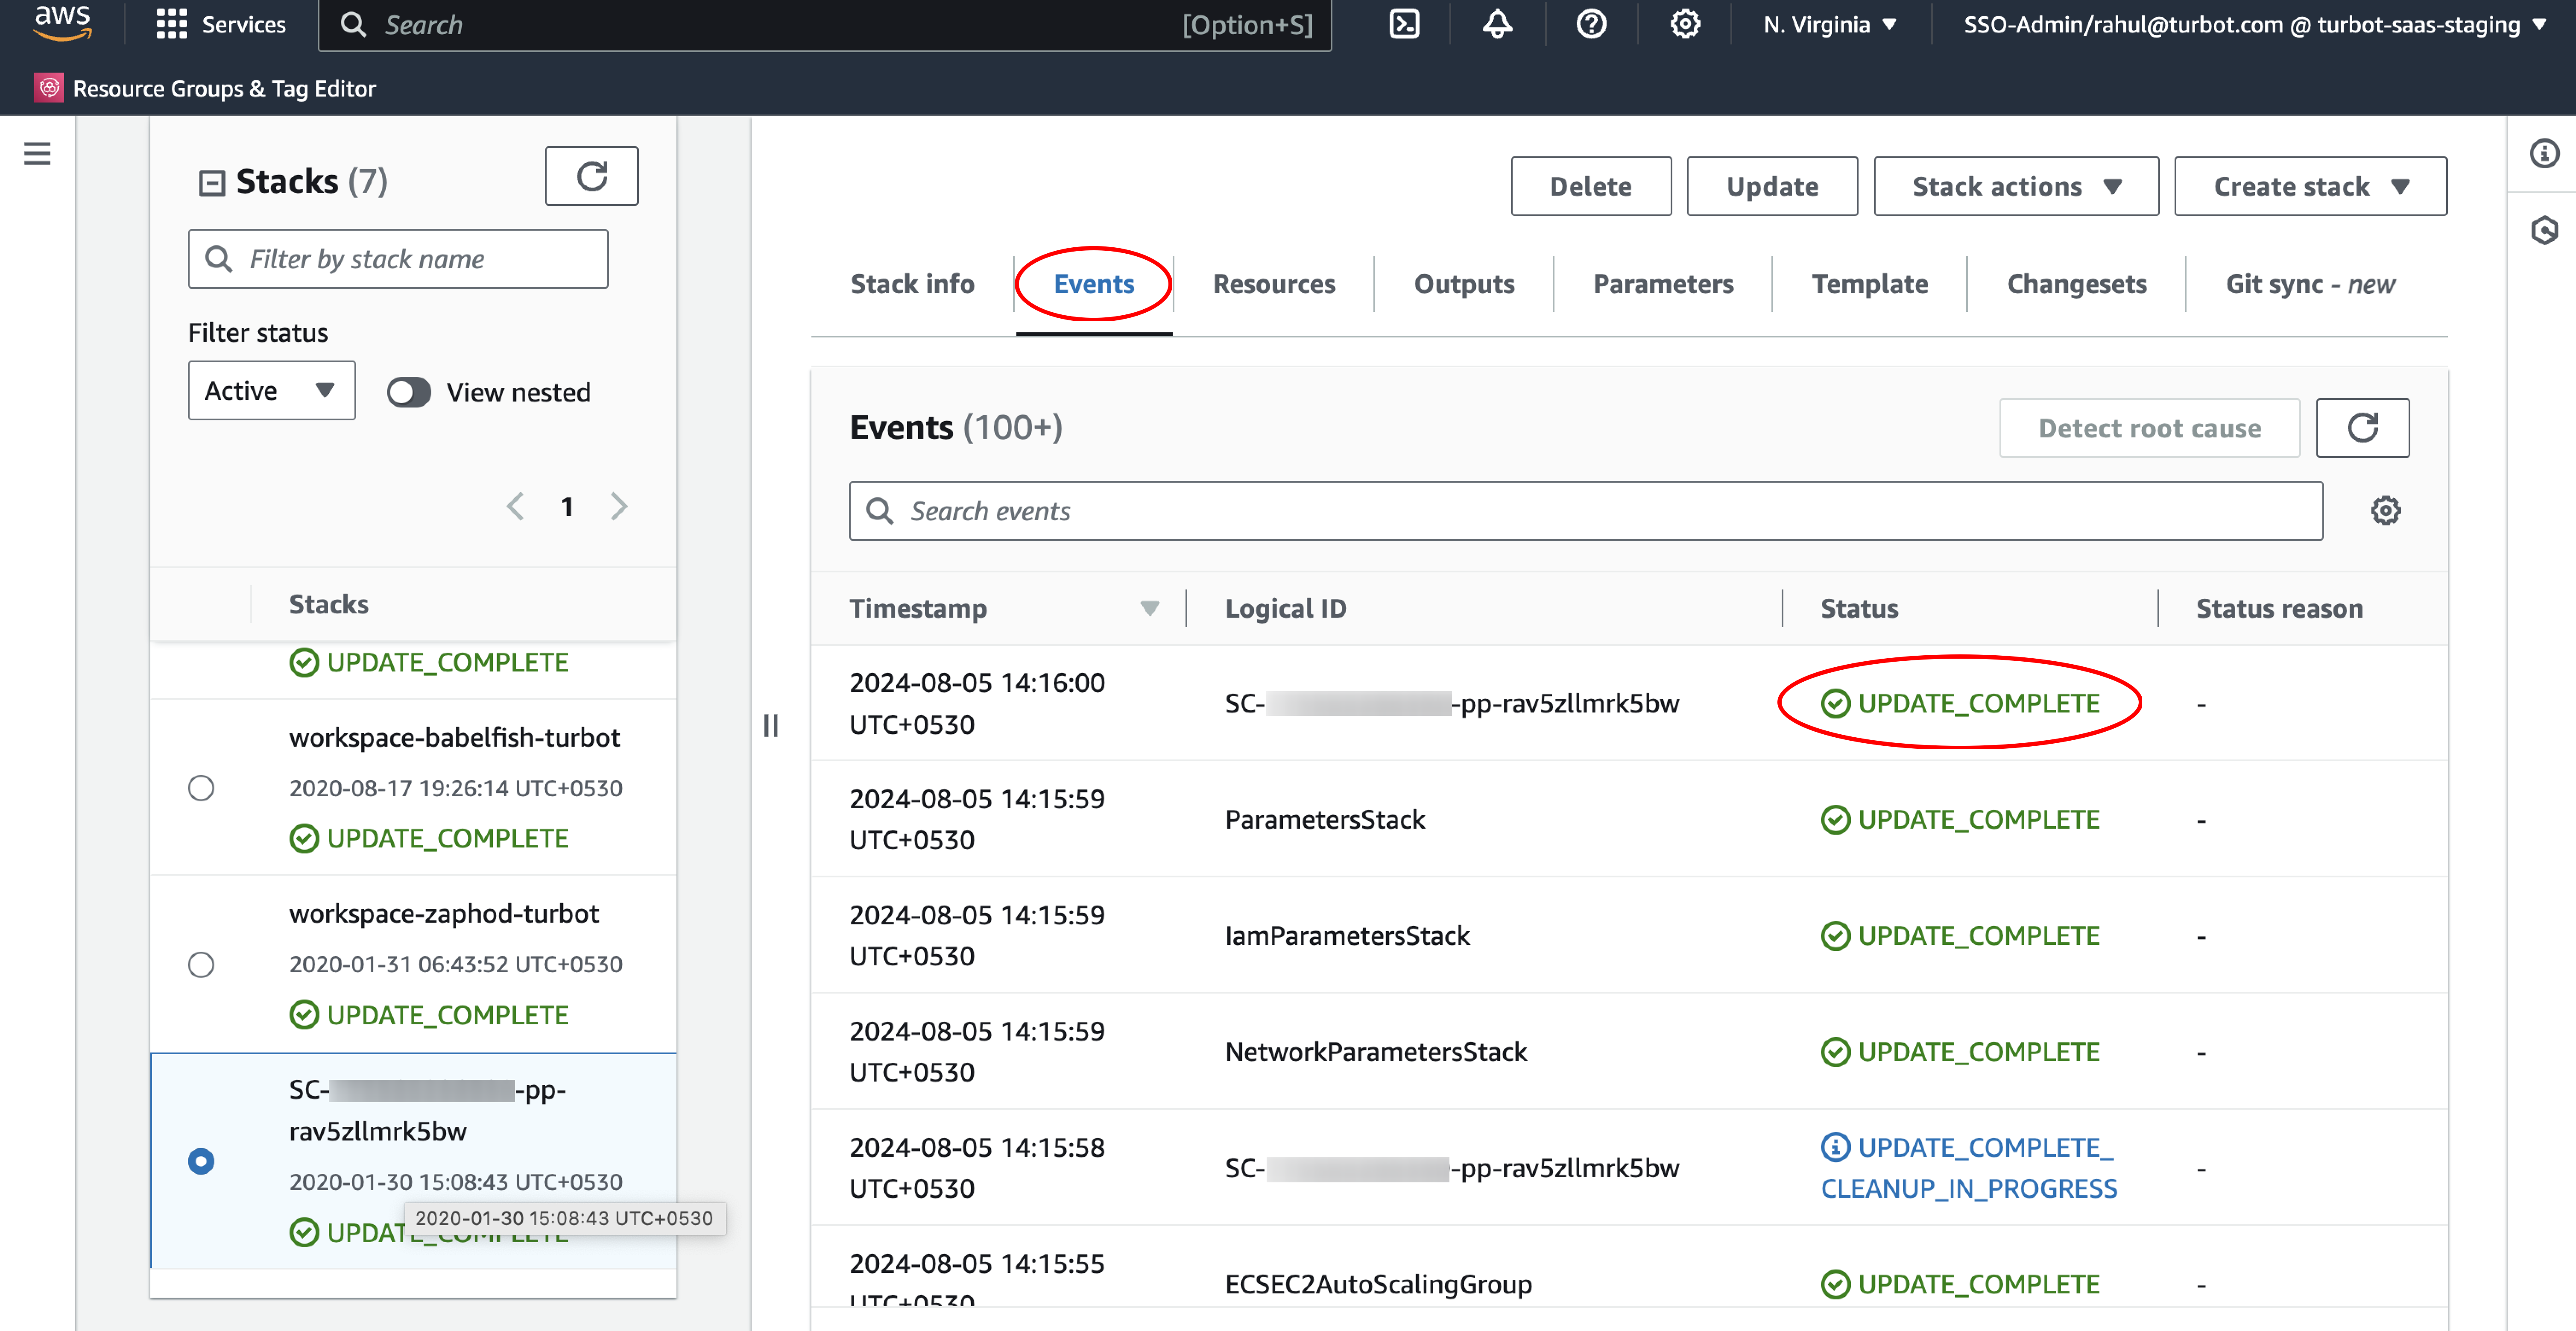 aws
Services
Search
[Option+S]
N. Virginia
SSO-Admin/rahul@turbot.com @ turbot-saas-staging
Resource Groups & Tag Editor
Stacks (7)
Filter by stack name
Filter status
Active
View nested
1
Stacks
UPDATE_COMPLETE
workspace-babelfish-turbot
2020-08-17 19:26:14 UTC+0530
UPDATE_COMPLETE
workspace-zaphod-turbot
2020-01-31 06:43:52 UTC+0530
UPDATE_COMPLETE
SC- -pp-
rav5zllmrk5bw
2020-01-30 15:08:43 UTC+0530
2020-01-30 15:08:43 UTC+0530
UPDATE_COMPLETE
Delete
Update
Stack actions
Create stack
Stack info
Events
Resources
Outputs
Parameters
Template
Changesets
Git sync - new
Events (100+)
Detect root cause
Search events
Timestamp
Logical ID
Status
Status reason
2024-08-05 14:16:00
UTC+0530
SC- -pp-rav5zllmrk5bw
UPDATE_COMPLETE
-
2024-08-05 14:15:59
UTC+0530
ParametersStack
UPDATE_COMPLETE
-
2024-08-05 14:15:59
UTC+0530
IamParametersStack
UPDATE_COMPLETE
-
2024-08-05 14:15:59
UTC+0530
NetworkParametersStack
UPDATE_COMPLETE
-
2024-08-05 14:15:58
UTC+0530
SC- -pp-rav5zllmrk5bw
UPDATE_COMPLETE_
CLEANUP_IN_PROGRESS
-
2024-08-05 14:15:55
UTC+0530
ECSEC2AutoScalingGroup
UPDATE_COMPLETE
-